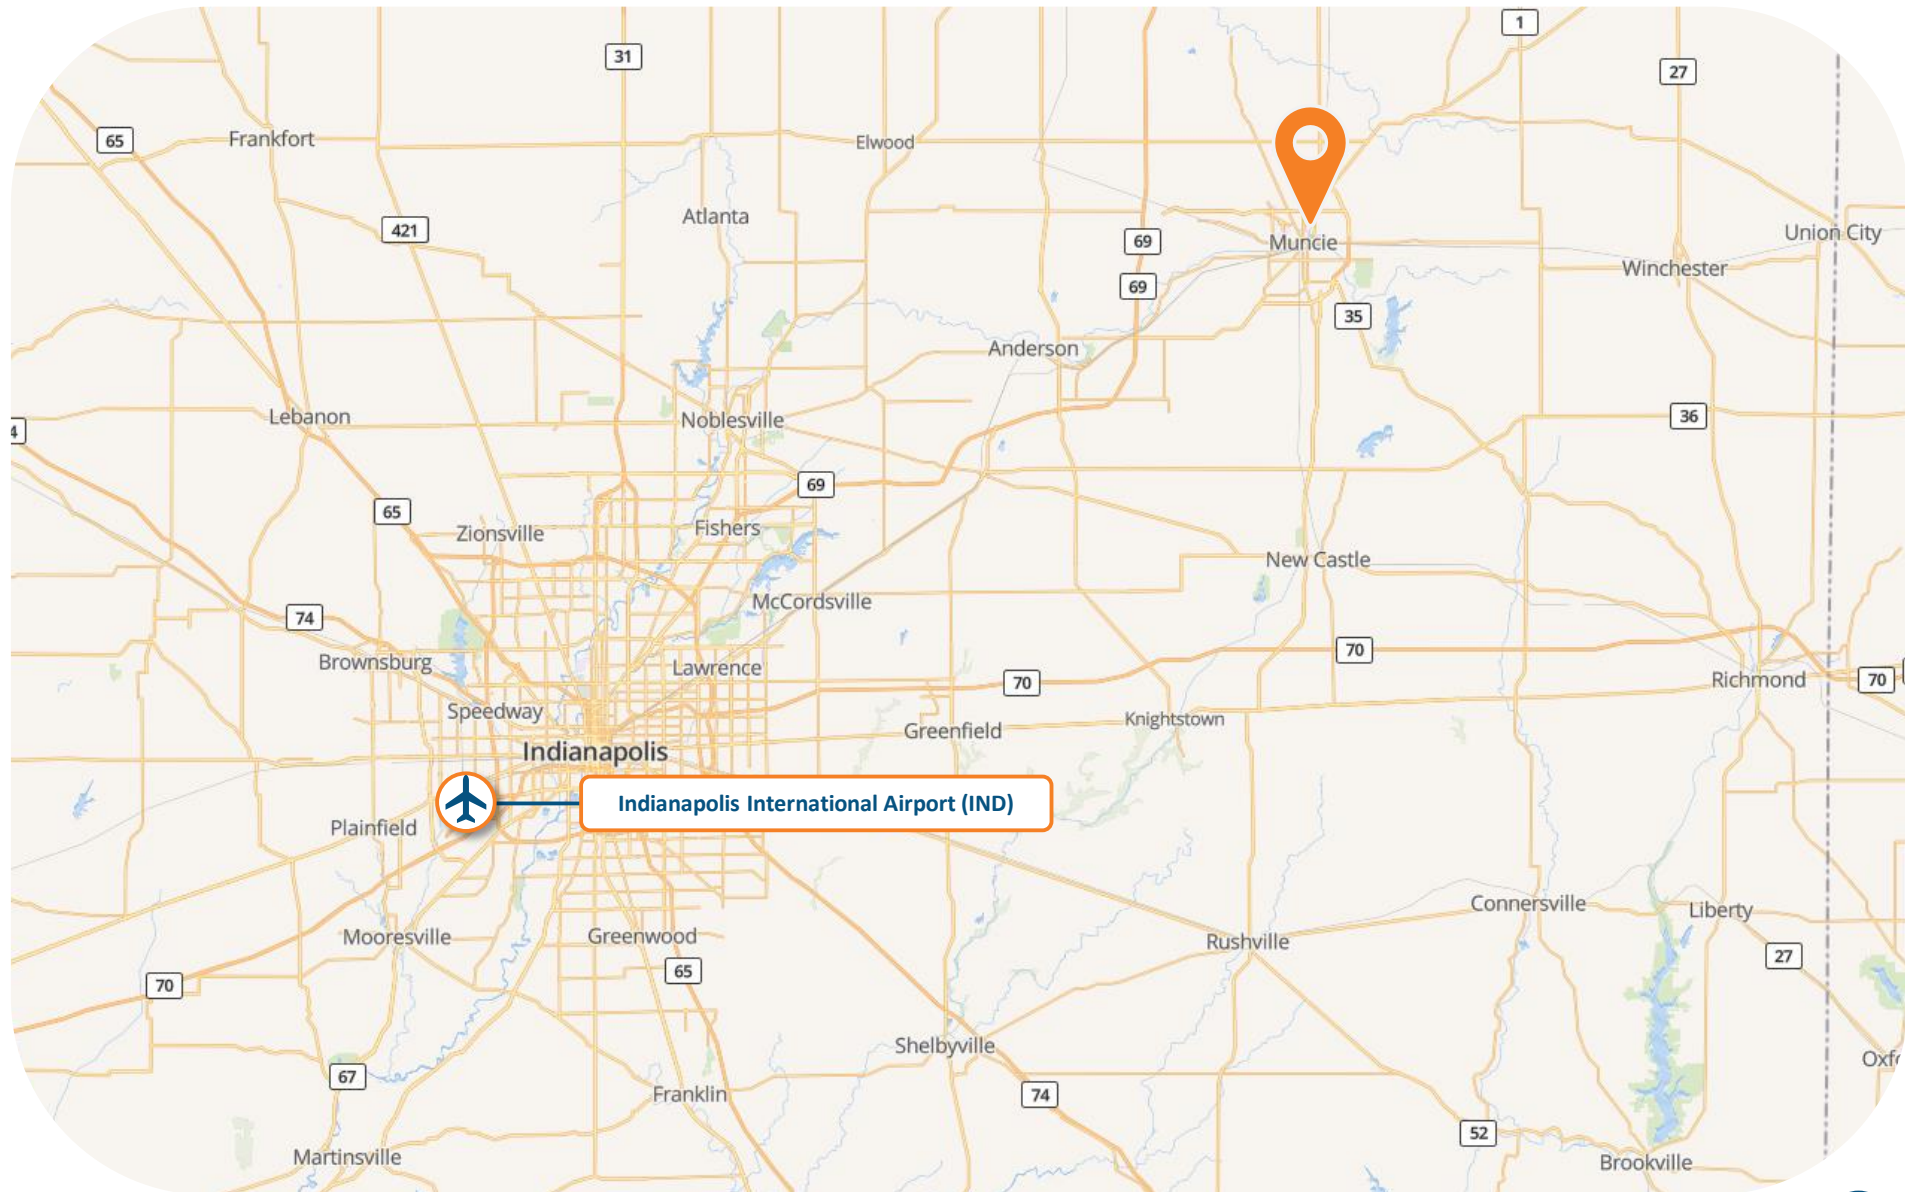 1
31
27
65
Frankfort
Elwood
Atlanta
421
69
Muncie
Union City
Winchester
69
35
Anderson
Lebanon
Noblesville
36
4
69
65
Zionsville
Fishers
New Castle
McCordsville
74
Brownsburg
Lawrence
70
70
Richmond
70
Speedway
Knightstown
Greenfield
Indianapolis
Indianapolis International Airport (IND)
Plainfield
Connersville
Liberty
Mooresville
Greenwood
Rushville
27
65
70
Shelbyville
Oxf
67
Franklin
74
52
Martinsville
Brookville